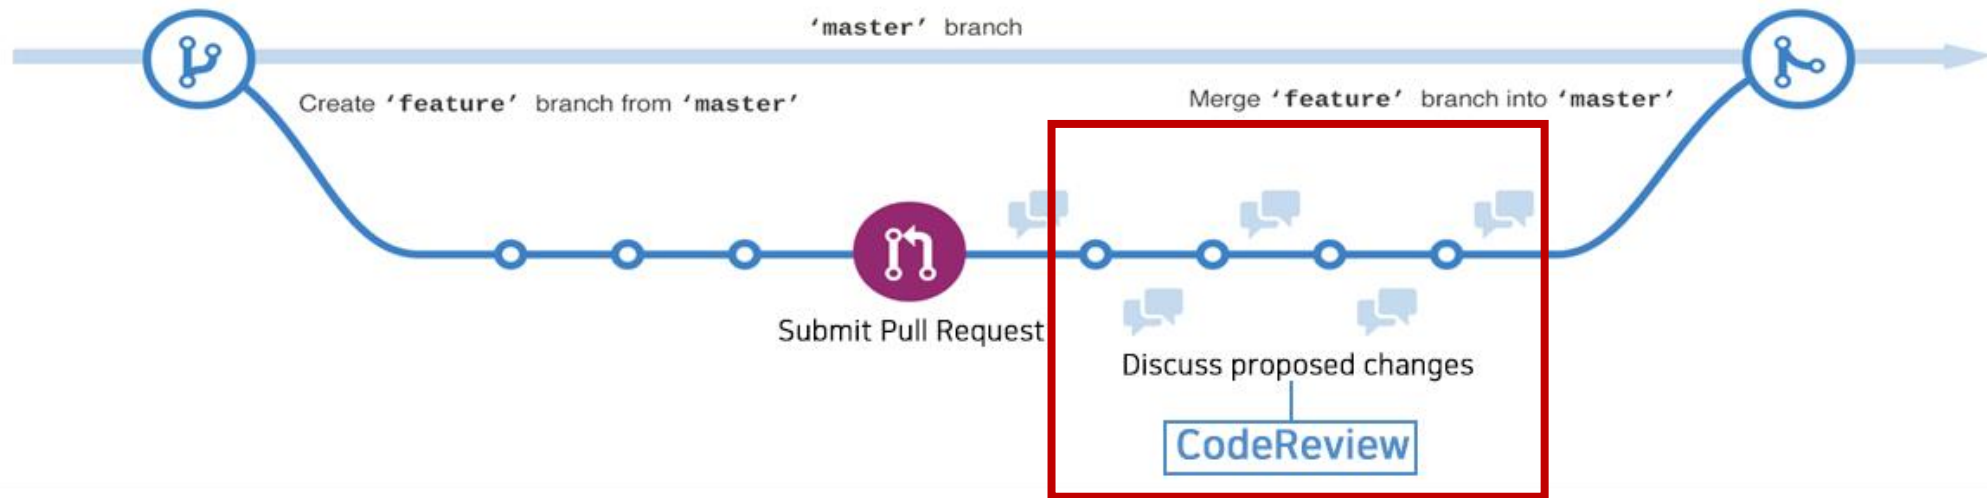 ‘master’ branch
Create ‘feature’ branch from ‘master’
Merge ‘feature’ branch into ‘master’
Submit Pull Request
Discuss proposed changes
CodeReview